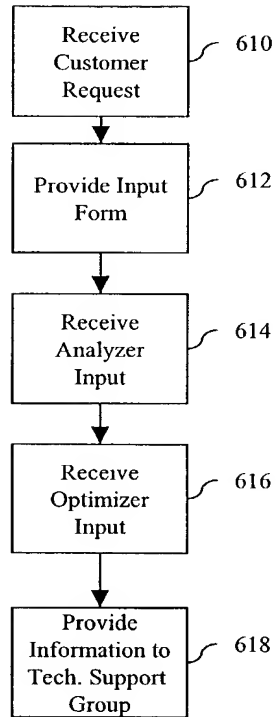 Receive
Customer
Request
610
Provide Input
Form
612
Receive
Analyzer
Input
614
Receive
Optimizer
Input
616
Provide
Information to
Tech. Support
Group
618